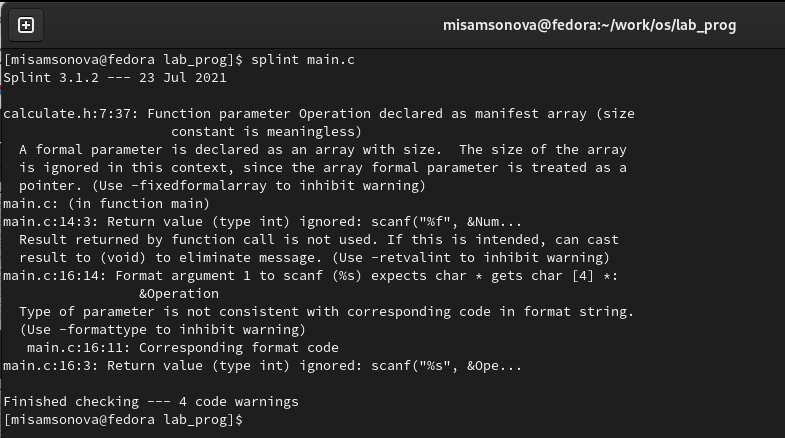 misamsonova@fedora:~/work/os/lab_prog
[misamsonova@fedora lab_prog]$ splint main.c
Splint 3.1.2 --- 23 Jul 2021

calculate.h:7:37: Function parameter Operation declared as manifest array (size
                     constant is meaningless)
  A formal parameter is declared as an array with size.  The size of the array
  is ignored in this context, since the array formal parameter is treated as a
  pointer. (Use -fixedformalarray to inhibit warning)
main.c: (in function main)
main.c:14:3: Return value (type int) ignored: scanf("%f", &Num...
  Result returned by function call is not used. If this is intended, can cast
  result to (void) to eliminate message. (Use -retvalint to inhibit warning)
main.c:16:14: Format argument 1 to scanf (%s) expects char * gets char [4] *:
                 &Operation
  Type of parameter is not consistent with corresponding code in format string.
  (Use -formattype to inhibit warning)
   main.c:16:11: Corresponding format code
main.c:16:3: Return value (type int) ignored: scanf("%s", &Ope...

Finished checking --- 4 code warnings
[misamsonova@fedora lab_prog]$